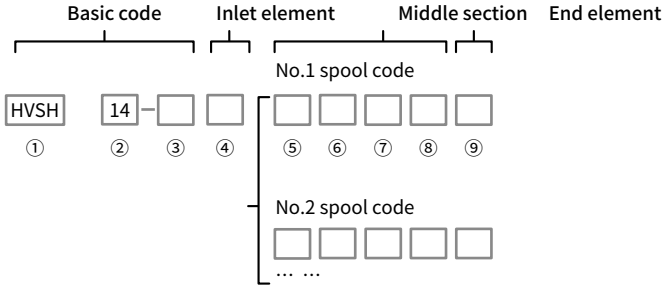 Basic code Inlet element Middle section End element
No.1 spool code
HVSH 14 –
① ② ③ ④ ⑤ ⑥ ⑦ ⑧ ⑨
No.2 spool code
... ...